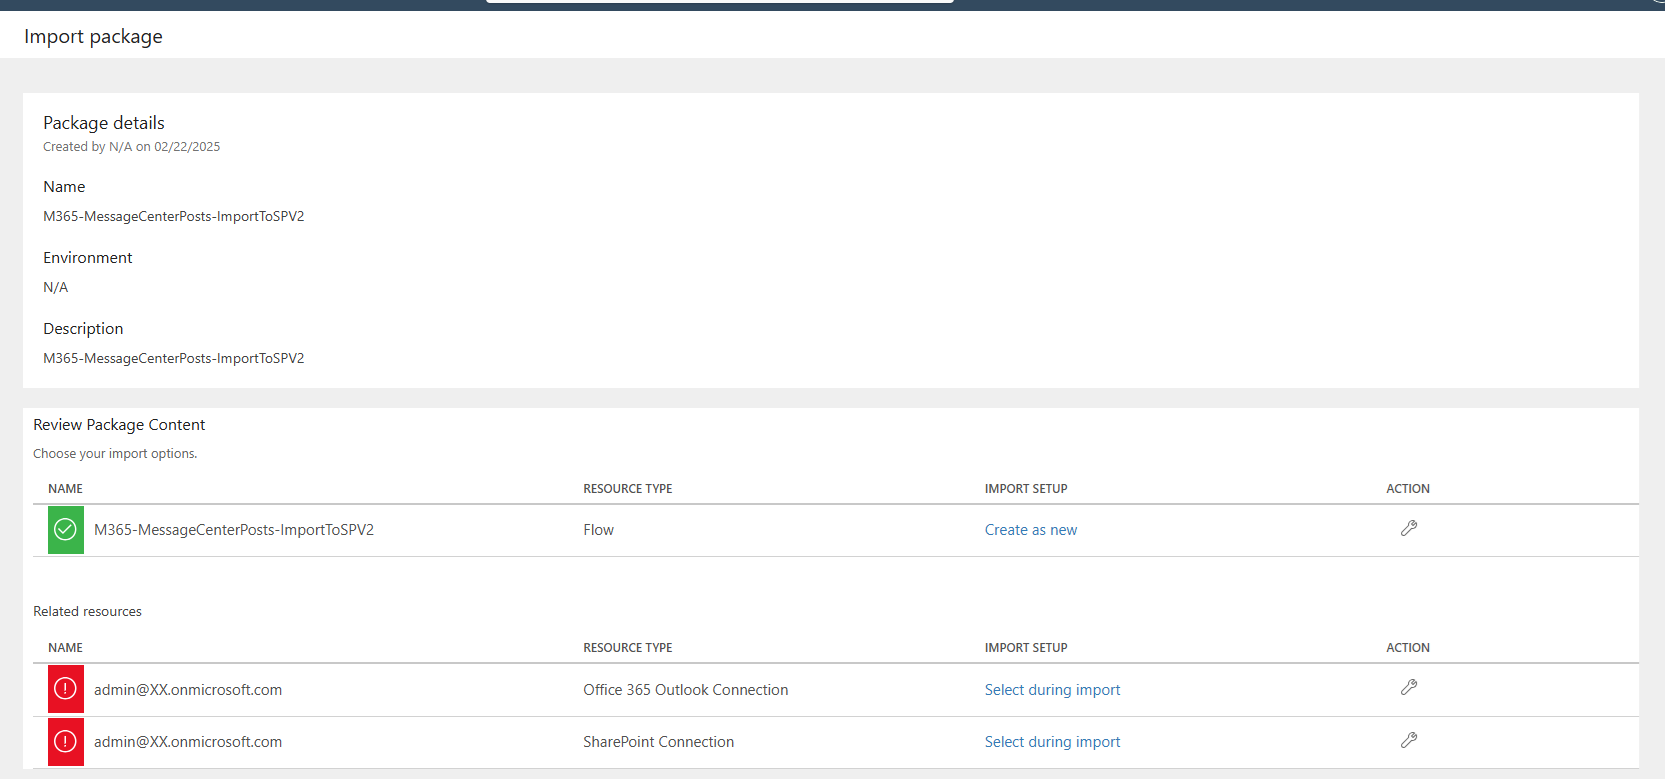 Import package
Package details
Created by N/A on 02/22/2025
Name
M365-MessageCenterPosts-ImportToSPV2
Environment
N/A
Description
M365-MessageCenterPosts-ImportToSPV2
Review Package Content
Choose your import options.
NAME RESOURCE TYPE IMPORT SETUP ACTION
M365-MessageCenterPosts-ImportToSPV2 Flow Create as new
Related resources
NAME RESOURCE TYPE IMPORT SETUP ACTION
admin@XX.onmicrosoft.com Office 365 Outlook Connection Select during import
admin@XX.onmicrosoft.com SharePoint Connection Select during import